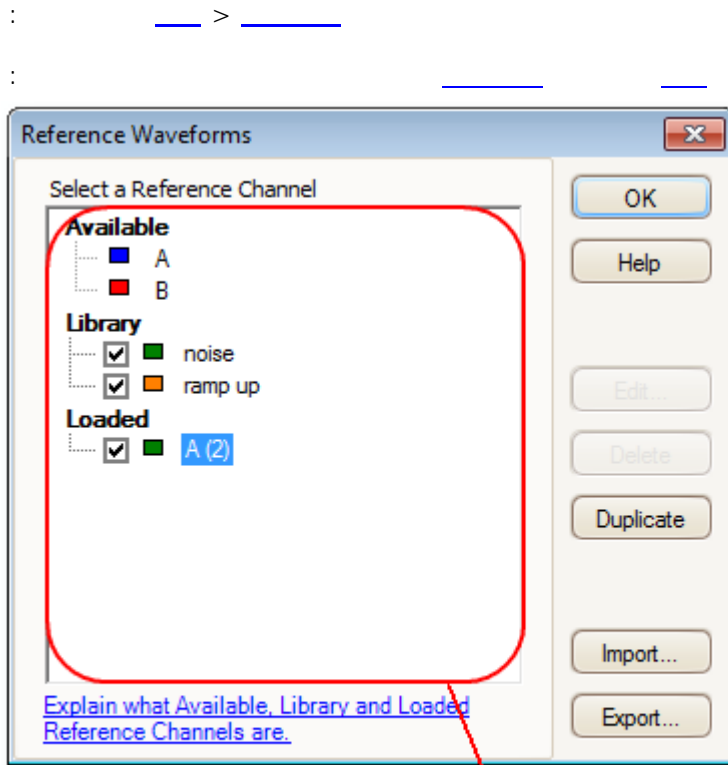 : >
:
Reference Waveforms
Select a Reference Channel
OK
Available
A
Help
B
Library
noise
ramp up
Edit...
Loaded
A (2)
Delete
Duplicate
Import...
Explain what Available, Library and Loaded
Reference Channels are.
Export...